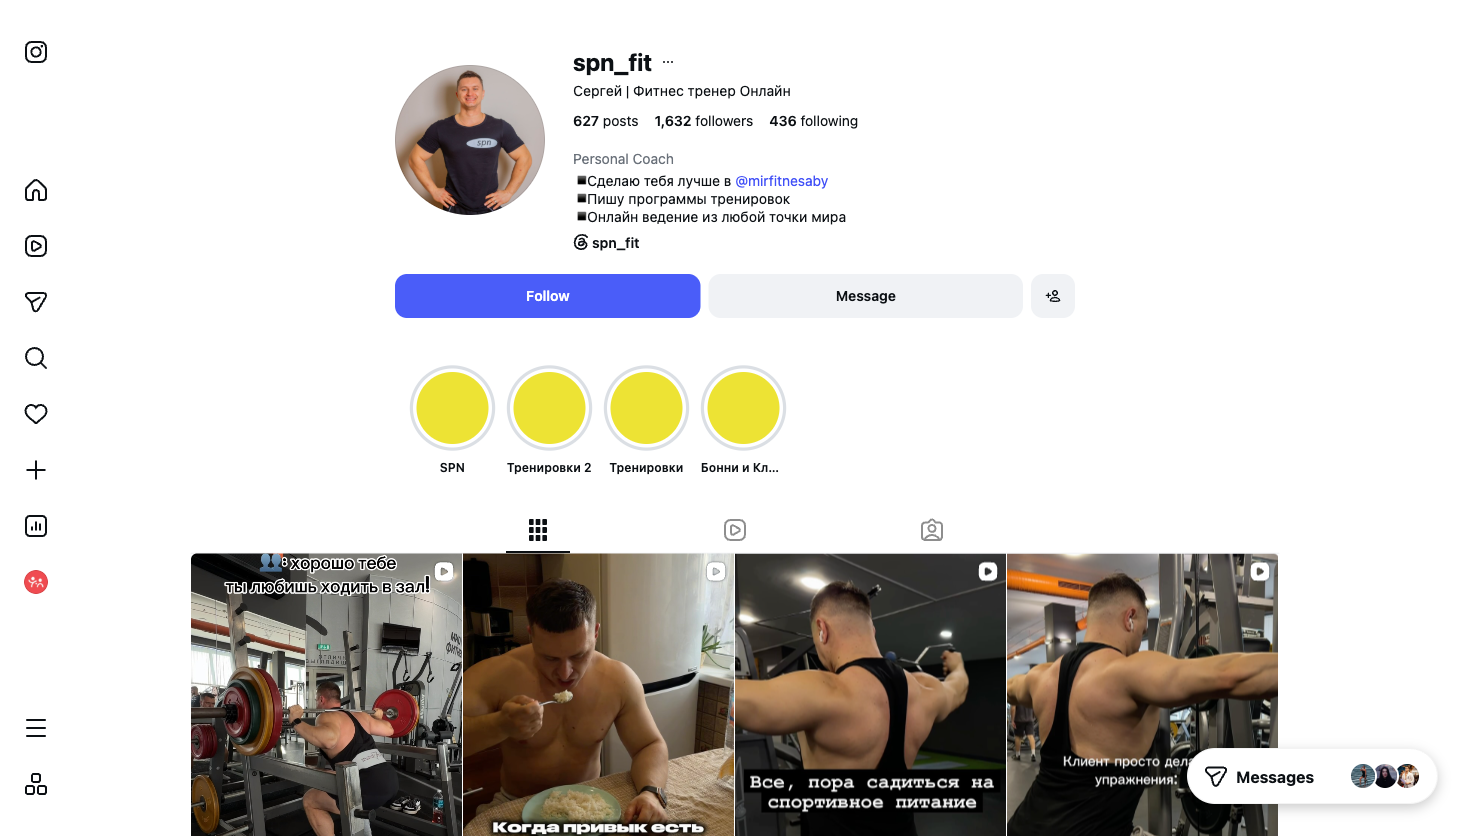 spn_fit
Сергей | Фитнес тренер Онлайн
627 posts 1,632 followers 436 following
Personal Coach
◾Сделаю тебя лучше в @mirfitnesaby
◾Пишу программы тренировок
◾Онлайн ведение из любой точки мира
spn_fit
Follow
Message
spn
SPN
Тренировки 2
Тренировки
Бонни и Кл...
👥: хорошо тебе
ты любишь ходить в зал!
Когда привык есть
Все, пора садиться на
спортивное питание
Клиент просто дела
упражнения:
Messages